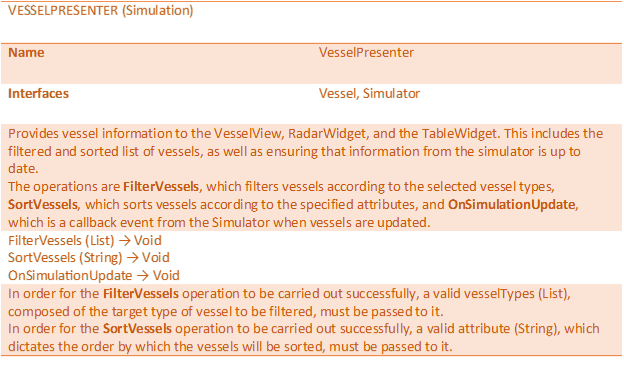 VESSELPRESENTER (Simulation)
Name VesselPresenter
Interfaces Vessel, Simulator
Provides vessel information to the VesselView, RadarWidget, and the TableWidget. This includes the
filtered and sorted list of vessels, as well as ensuring that information from the simulator is up to
date.
The operations are FilterVessels, which filters vessels according to the selected vessel types,
SortVessels, which sorts vessels according to the specified attributes, and OnSimulationUpdate,
which is a callback event from the Simulator when vessels are updated.
FilterVessels (List) → Void
SortVessels (String) → Void
OnSimulationUpdate → Void
In order for the FilterVessels operation to be carried out successfully, a valid vesselTypes (List),
composed of the target type of vessel to be filtered, must be passed to it.
In order for the SortVessels operation to be carried out successfully, a valid attribute (String), which
dictates the order by which the vessels will be sorted, must be passed to it.